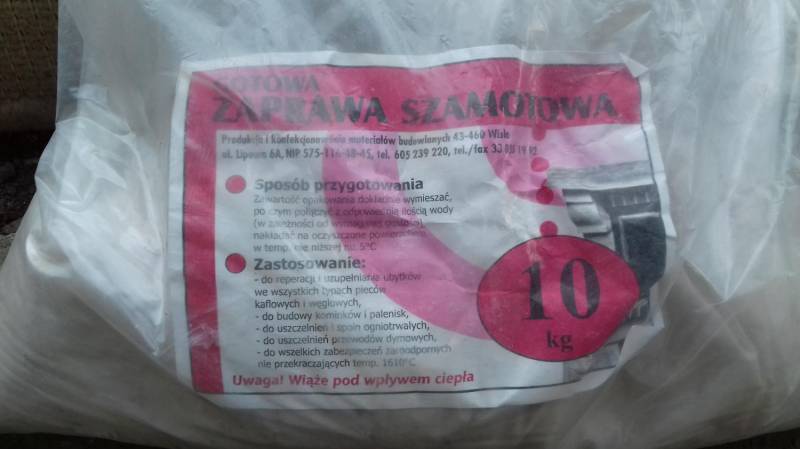 GOTOWA
ZAPRAWA SZAMOTOWA
Produkcja i konfekcjonowanie materiałów budowlanych 43-460 Wisła
ul. Lipowa 6A, NIP 575-116-48-45, tel. 605 239 220, tel./fax 33
Sposób przygotowania
Zawartość opakowania dokładnie wymieszać,
po czym połączyć z odpowiednią ilością wody
(w zależności od wymaganej gęstości)
nakładać na oczyszczone powierzchnie
w temp. nie niższej niż 5°C
Zastosowanie:
- do reperacji i uzupełniania ubytków
we wszystkich typach pieców
kaflowych i węglowych,
- do budowy kominków i palenisk,
- do uszczelnień i spoin ogniotrwałych,
- do uszczelnień przewodów dymowych,
- do wszelkich zabezpieczeń żaroodpornych
nie przekraczających temp. 1610°C
10
kg
Uwaga! Wiąże pod wpływem ciepła